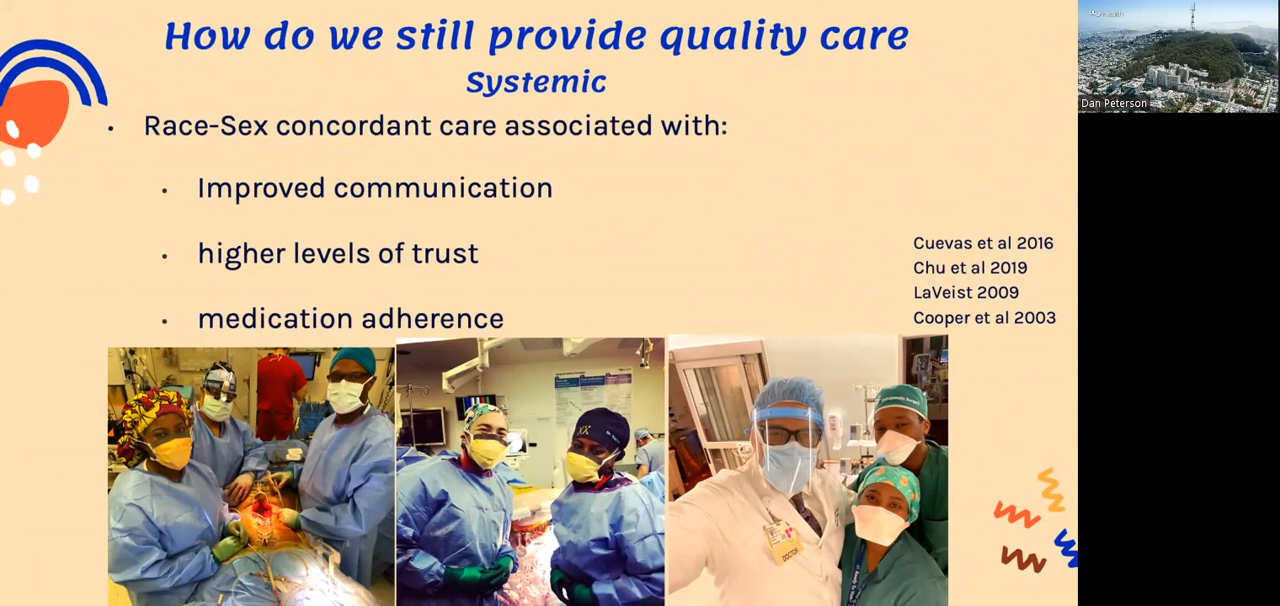 How do we still provide quality care
Systemic
• Race-Sex concordant care associated with:
• Improved communication
• higher levels of trust
• medication adherence
Cuevas et al 2016
Chu et al 2019
LaVeist 2009
Cooper et al 2003
DOCTOR
Dan Peterson